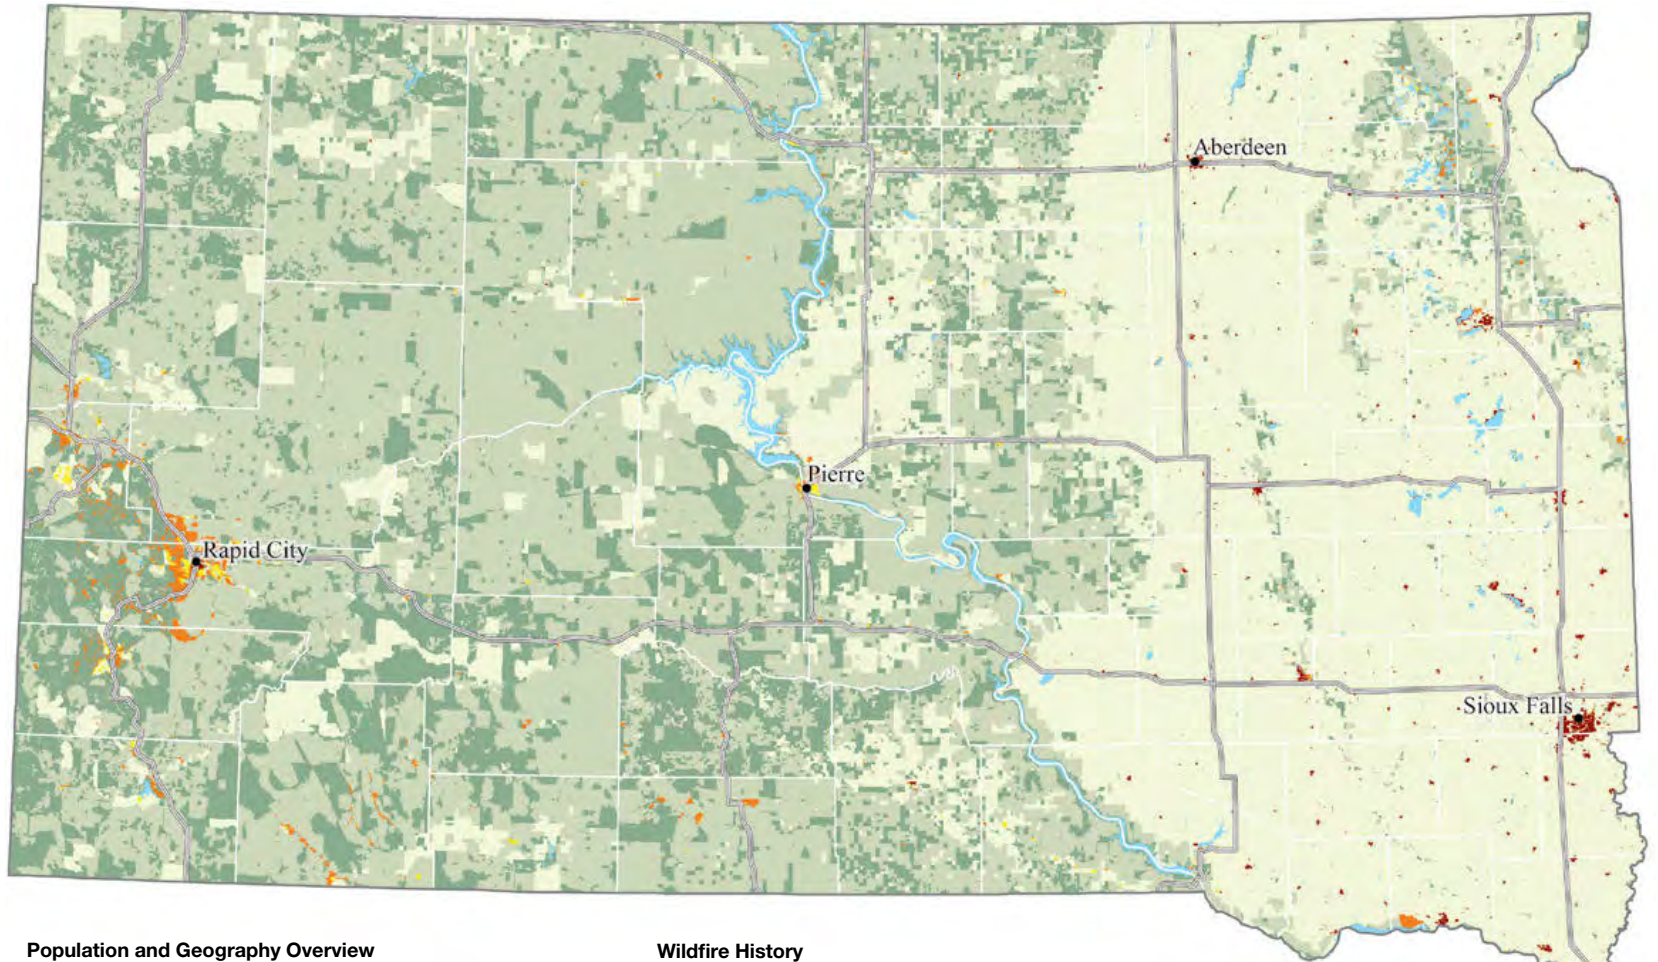 Aberdeen
Pierre
Rapid City
Sioux Falls
Population and Geography Overview
Wildfire History